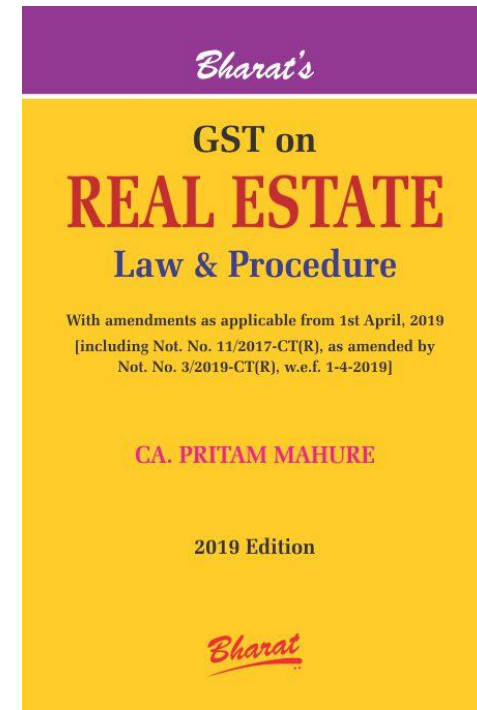 Bharat's
GST on
REAL ESTATE
Law & Procedure
With amendments as applicable from 1st April, 2019
[including Not. No. 11/2017-CT(R), as amended by
Not. No. 3/2019-CT(R), w.e.f. 1-4-2019]
CA. PRITAM MAHURE
2019 Edition
Bharat